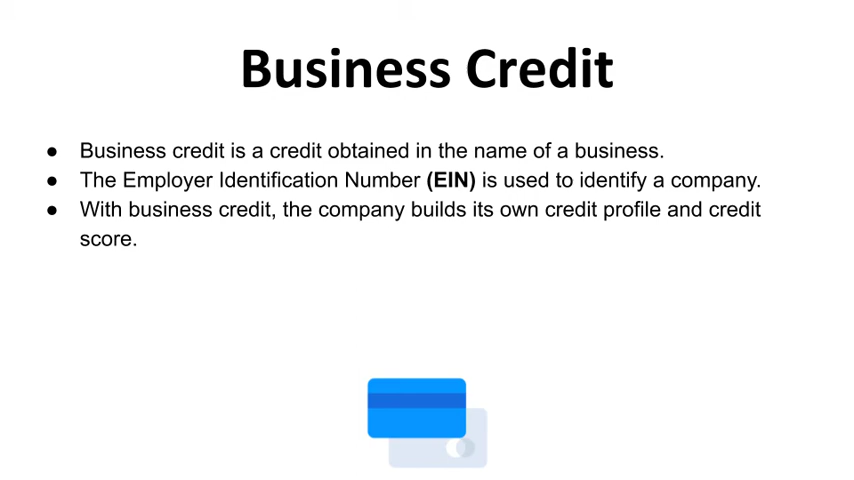 Business Credit
● Business credit is a credit obtained in the name of a business.
● The Employer Identification Number (EIN) is used to identify a company.
● With business credit, the company builds its own credit profile and credit
score.